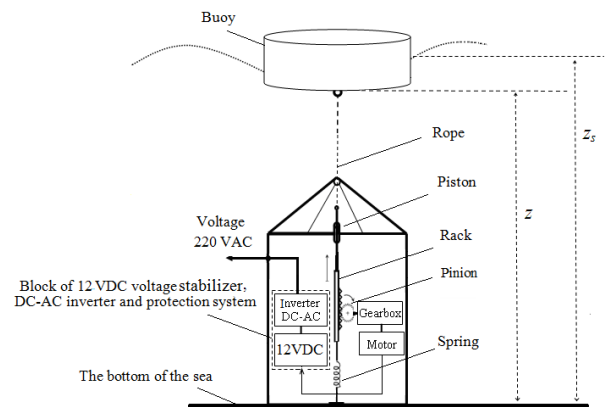 Buoy
Rope
Piston
Rack
Pinion
Spring
Voltage
220 VAC
Block of 12 VDC voltage stabilizer,
DC-AC inverter and protection system
Inverter
DC-AC
12VDC
Gearbox
Motor
The bottom of the sea
z
zs